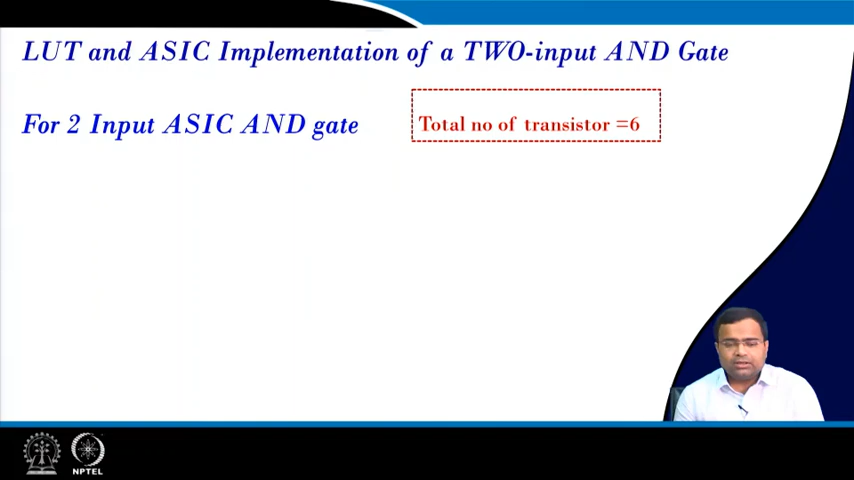 LUT and ASIC Implementation of a TWO-input AND Gate
For 2 Input ASIC AND gate
Total no of transistor =6
NPTEL